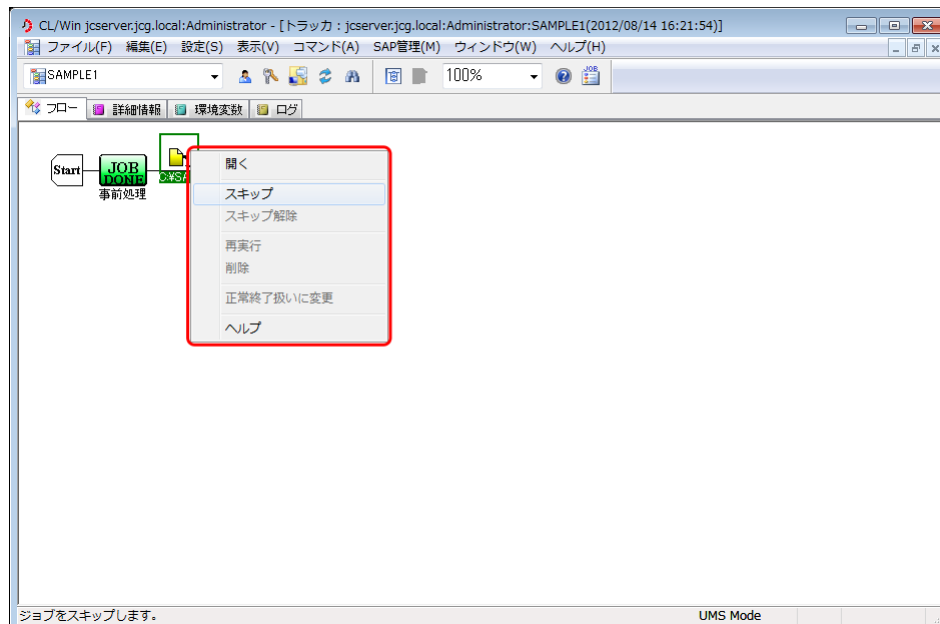 CL/Win jcserver.jcg.local:Administrator - [トラッカ : jcserver.jcg.local:Administrator:SAMPLE1(2012/08/14 16:21:54)]
ファイル(F) 編集(E) 設定(S) 表示(V) コマンド(A) SAP管理(M) ウィンドウ(W) ヘルプ(H)
SAMPLE1 100% JOB
フロー 詳細情報 環境変数 ログ
Start JOB DONE C:¥SA
事前処理
開く
スキップ
スキップ解除
再実行
削除
正常終了扱いに変更
ヘルプ
ジョブをスキップします。 UMS Mode